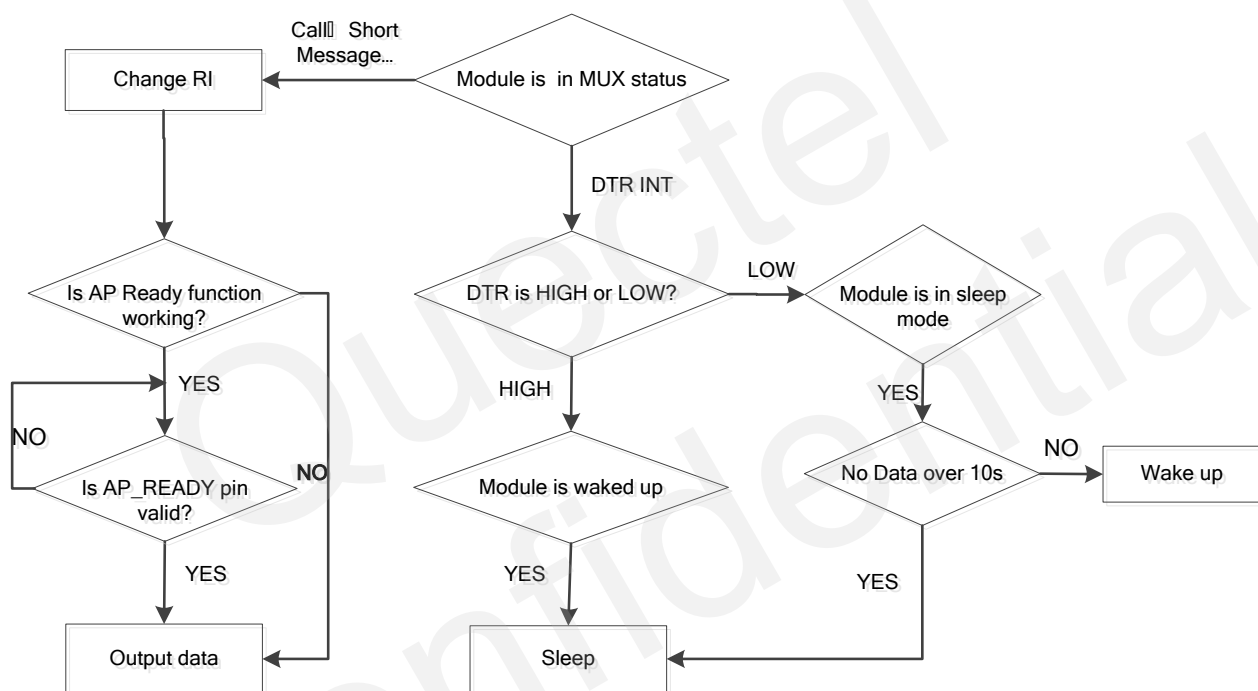 Call▯ Short
Message...
Change RI
Module is in MUX status
DTR INT
Is AP Ready function
working?
DTR is HIGH or LOW?
LOW
Module is in sleep
mode
YES
HIGH
YES
NO
Is AP_READY pin
valid?
NO
Module is waked up
No Data over 10s
NO
Wake up
YES
YES
YES
Output data
Sleep
Quectel
Confidential